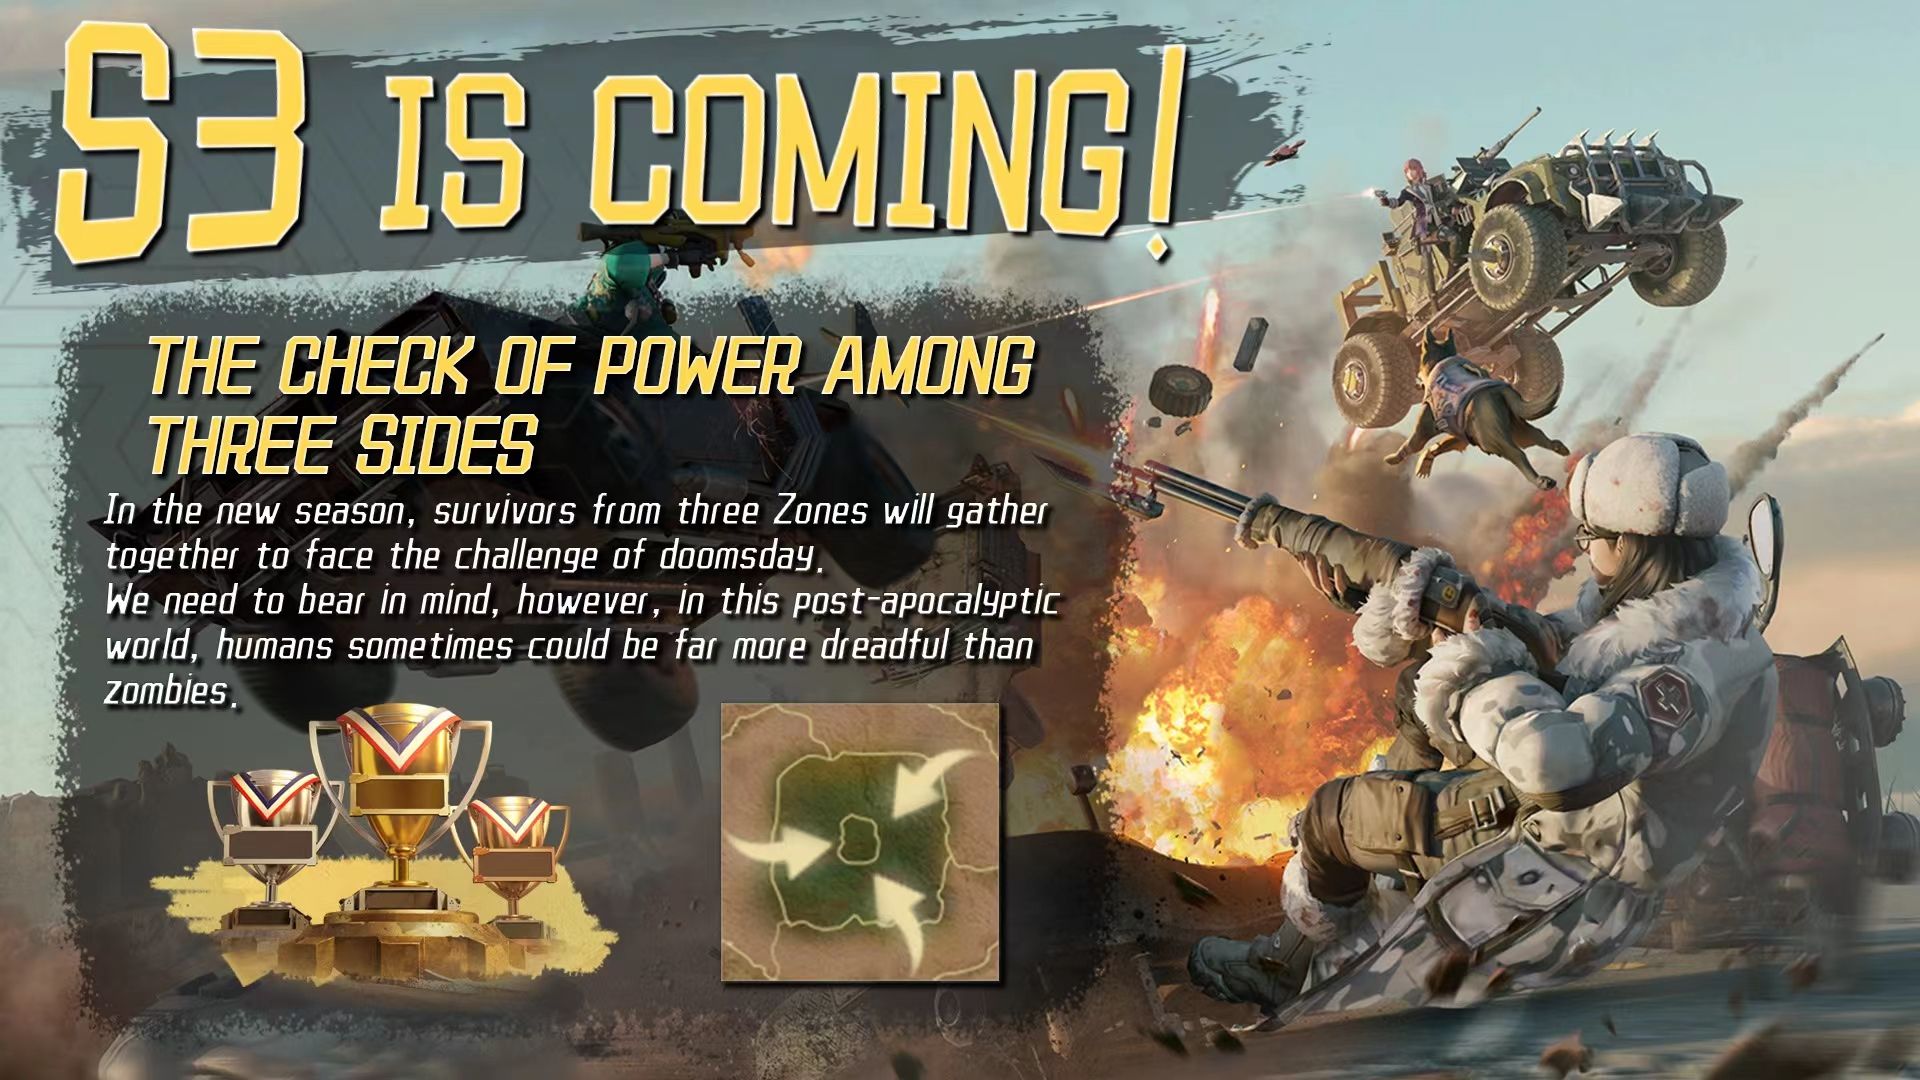 S3 IS COMING!
THE CHECK OF POWER AMONG
THREE SIDES
In the new season, survivors from three Zones will gather
together to face the challenge of doomsday.
We need to bear in mind, however, in this post-apocalyptic
world, humans sometimes could be far more dreadful than
zombies.